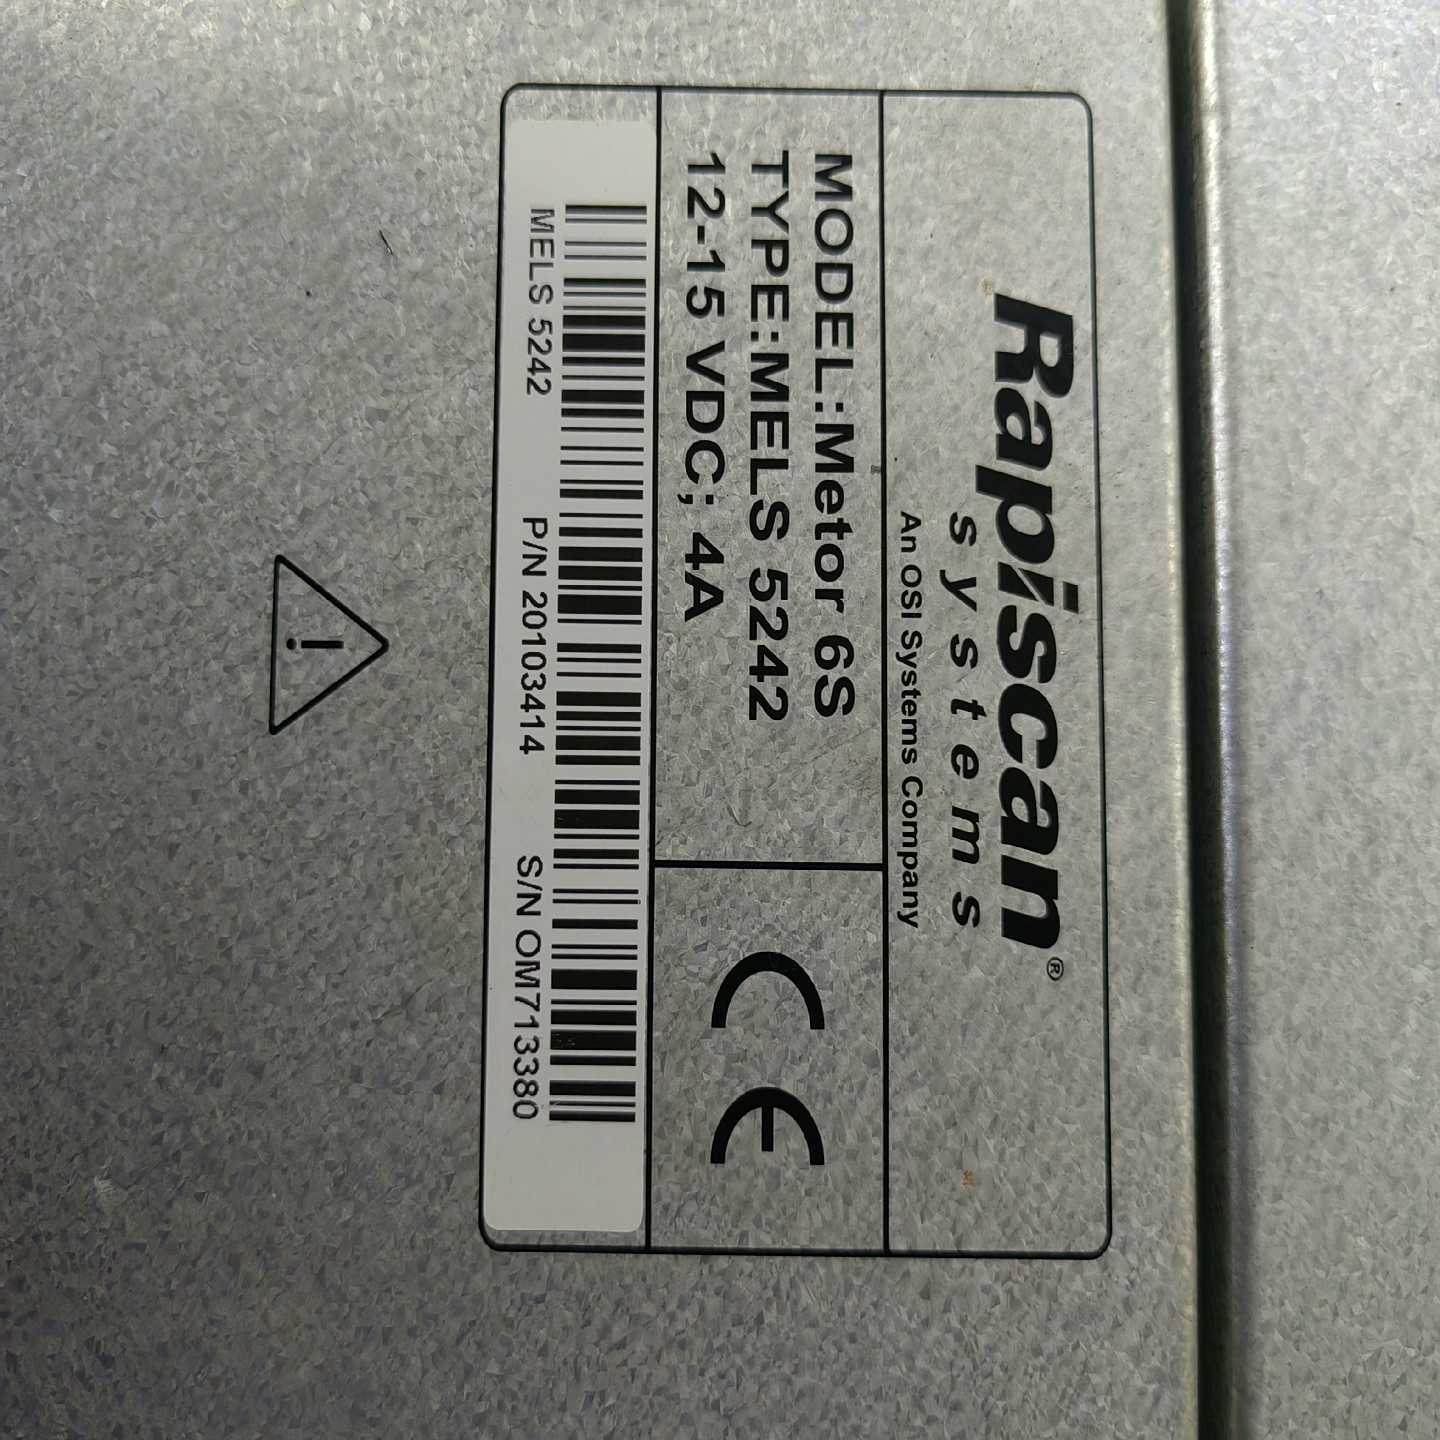 Rapiscan®
systems
An OSI Systems Company
MODEL:Metor 6S
TYPE:MELS 5242
12-15 VDC; 4A
CE
MELS 5242 P/N 20103414 S/N OM713380
i